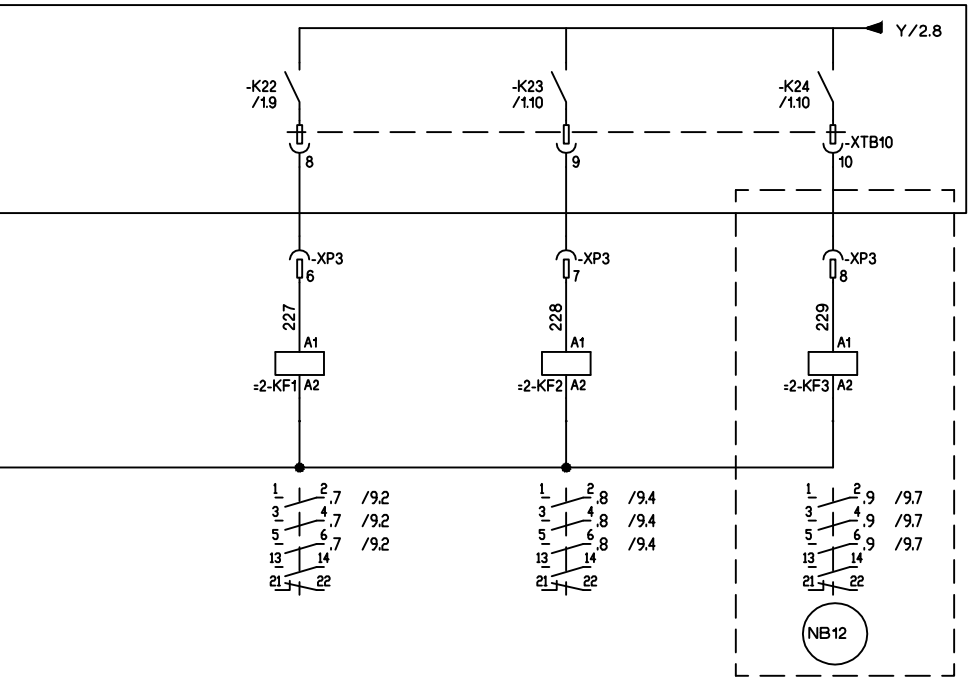 Y/2.8
-K22 -K23 -K24
/1.9 /1.10 /1.10
-XTB10
8 9 10
-XP3 -XP3 -XP3
6 7 8
227 228 229
A1 A1 A1
=2-KF1 A2 =2-KF2 A2 =2-KF3 A2
1 2 .7 /9.2 1 2 .8 /9.4 1 2 .9 /9.7
3 4 .7 /9.2 3 4 .8 /9.4 3 4 .9 /9.7
5 6 .7 /9.2 5 6 .8 /9.4 5 6 .9 /9.7
13 14 13 14 13 14
21 22 21 22 21 22
NB12